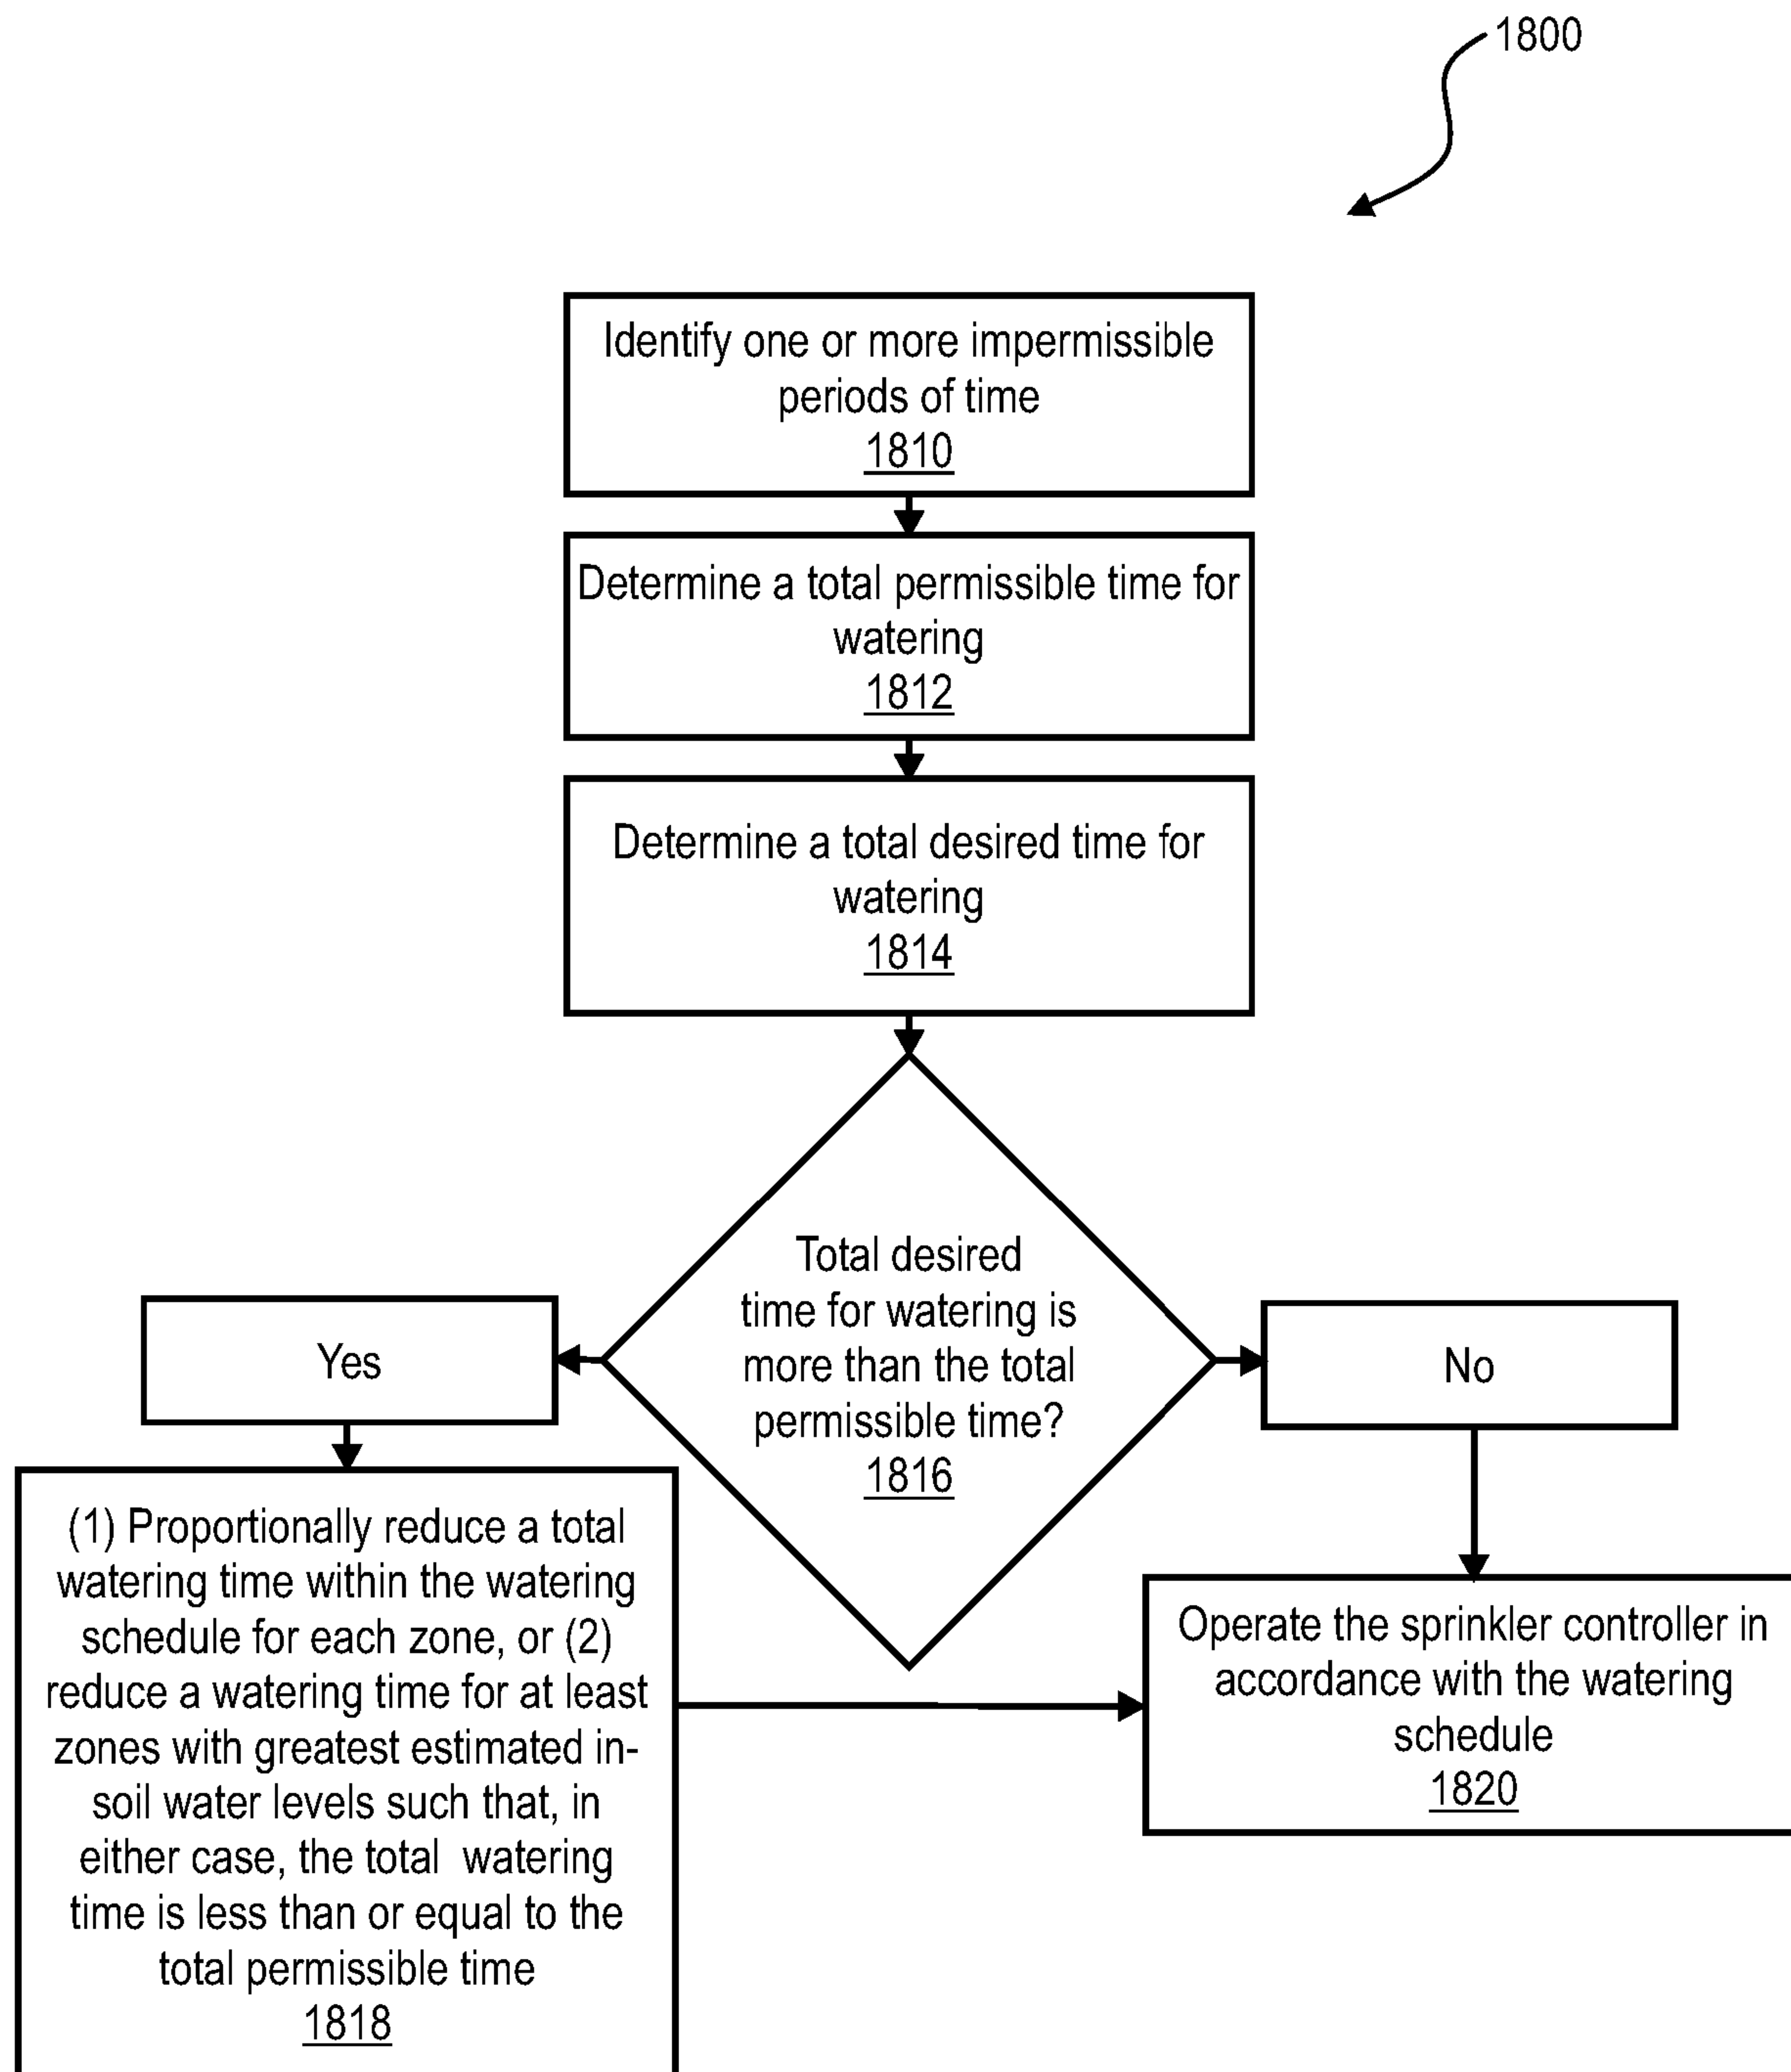 1800
Identify one or more impermissible
periods of time
1810
Determine a total permissible time for
watering
1812
Determine a total desired time for
watering
1814
Total desired
time for watering is
more than the total
permissible time?
1816
Yes
No
(1) Proportionally reduce a total
watering time within the watering
schedule for each zone, or (2)
reduce a watering time for at least
zones with greatest estimated in-
soil water levels such that, in
either case, the total watering
time is less than or equal to the
total permissible time
1818
Operate the sprinkler controller in
accordance with the watering
schedule
1820